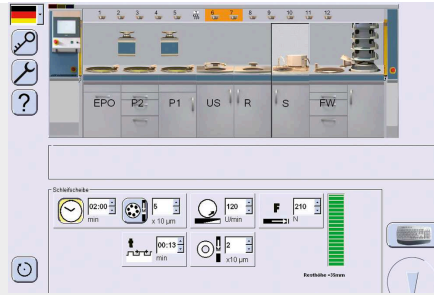 1 2 3 4 5 6 7 8 9 10 11 12
EPO P2 P1 US R S FW
Schleifscheibe
02:00 min
5 x 10 µm
120 U/min
F 210 N
00:13 min
2 x10 µm
Resthöhe =35mm